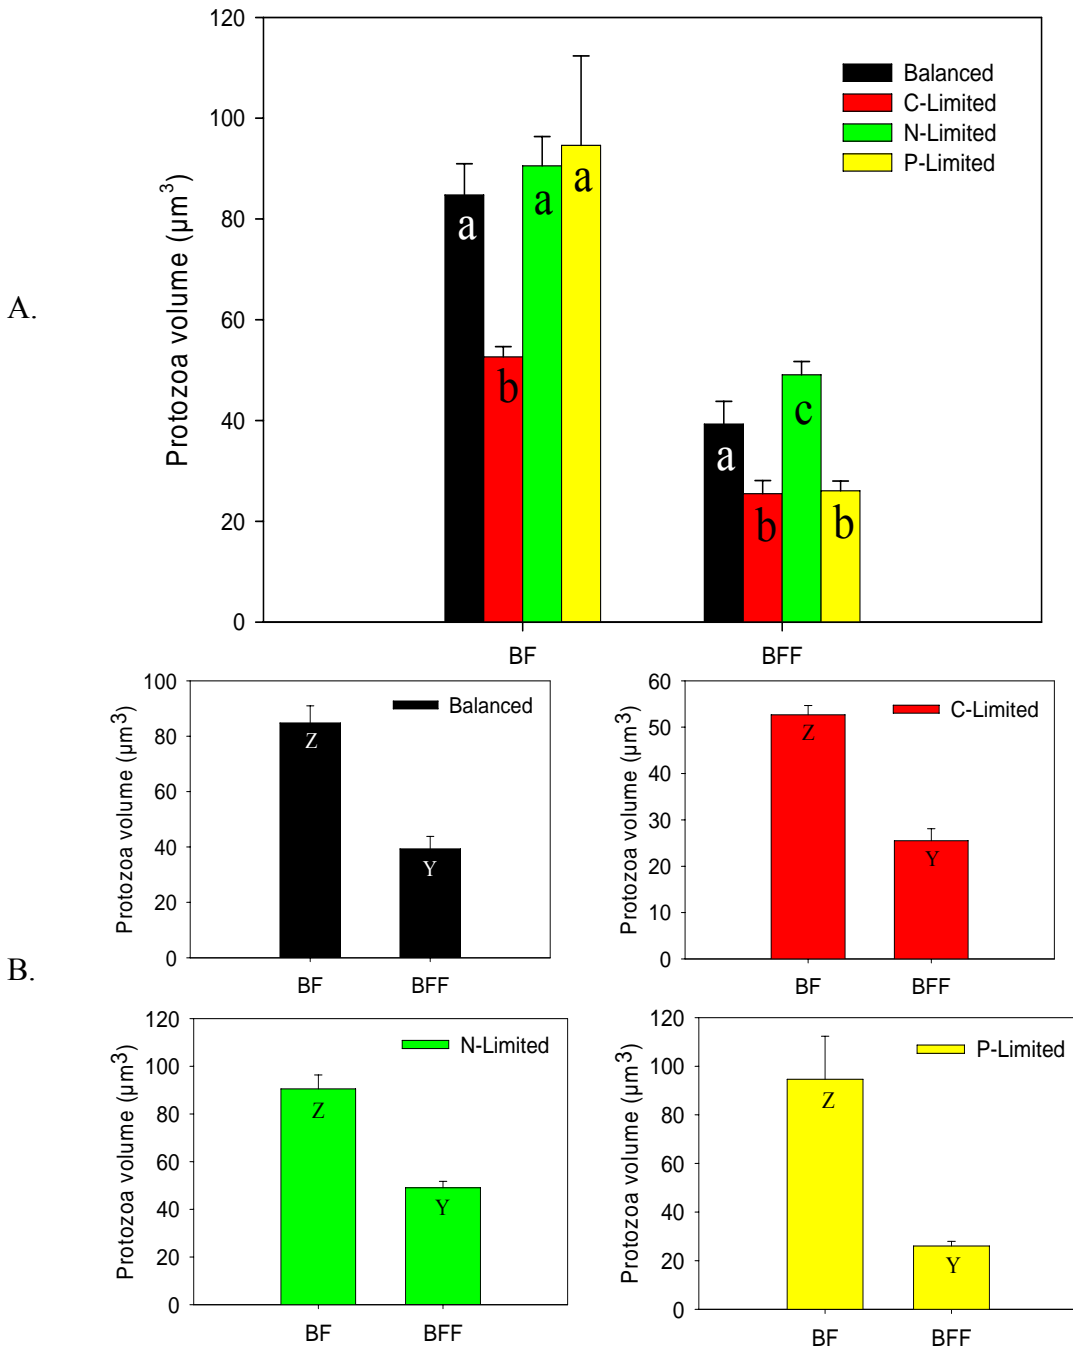 A.
Protozoa volume (µm³)
120
100
80
60
40
20
0
Balanced
C-Limited
N-Limited
P-Limited
a
b
a
a
a
b
c
b
BF
BFF
B.
Protozoa volume (µm³)
100
80
60
40
20
0
Balanced
Z
Y
BF
BFF
Protozoa volume (µm³)
60
50
40
30
20
10
0
C-Limited
Z
Y
BF
BFF
Protozoa volume (µm³)
120
100
80
60
40
20
0
N-Limited
Z
Y
BF
BFF
Protozoa volume (µm³)
120
100
80
60
40
20
0
P-Limited
Z
Y
BF
BFF